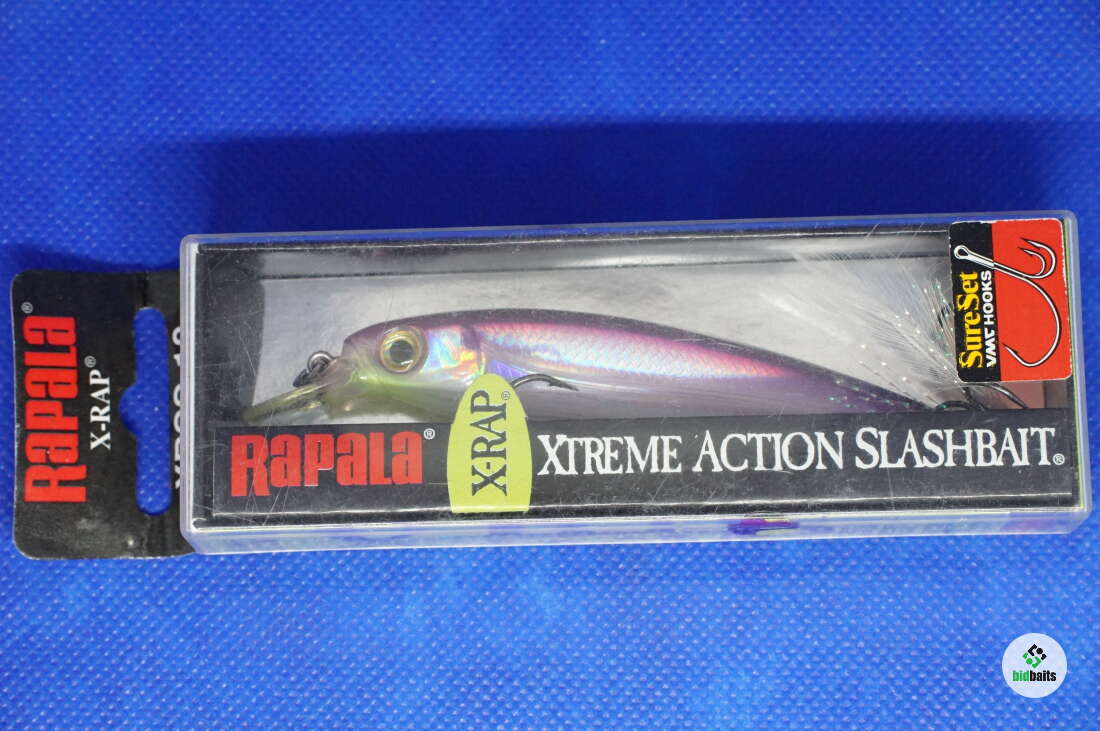 RAPALA®
X-RAP®
RAPALA®
X-RAP®
XTREME ACTION SLASHBAIT®
SureSet
VMC HOOKS
bidbaits